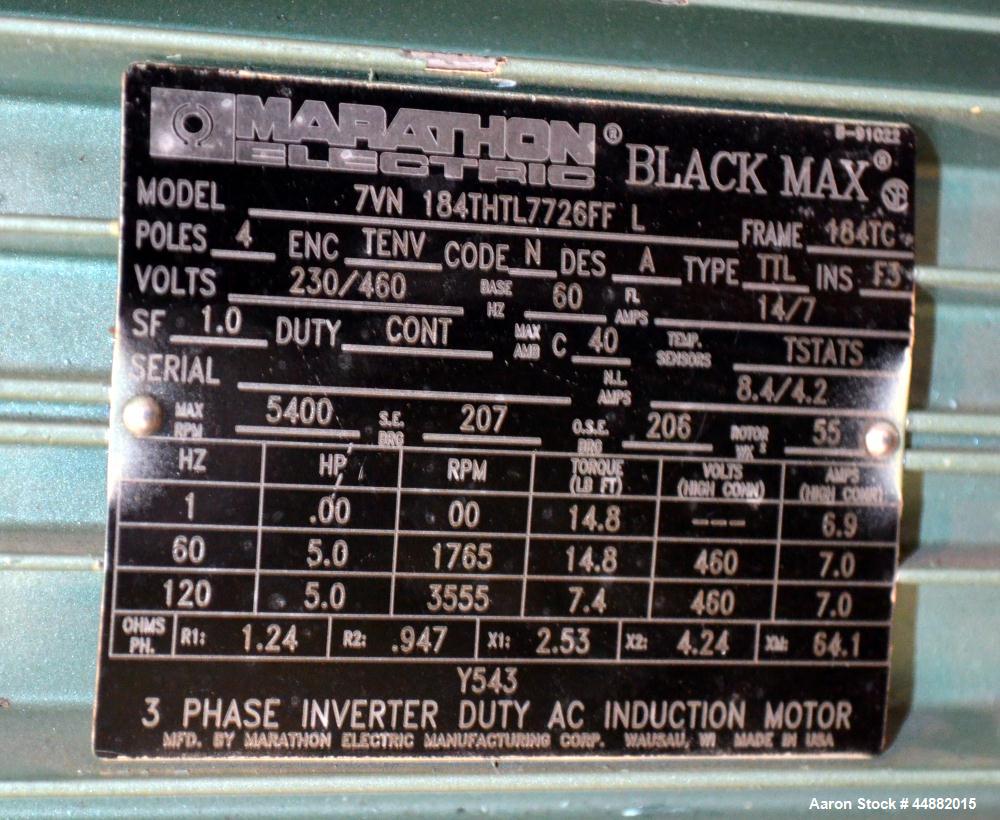 B-91022
MARATHON ® BLACK MAX ®
ELECTRIC
MODEL 7VN 184THTL7726FF L FRAME 184TC
POLES 4 ENC TENV CODE N DES A TYPE TTL INS F3
VOLTS 230/460 BASE HZ 60 FL AMPS 14/7
SF 1.0 DUTY CONT MAX AMB C 40 TEMP. SENSORS TSTATS
SERIAL N.L. AMPS 8.4/4.2
MAX RPM 5400 S.E. BRG 207 O.S.E. BRG 206 ROTOR WK² 55
HZ HP RPM TORQUE (LB FT) VOLTS (HIGH CONN) AMPS (HIGH CONN)
1 .00 00 14.8 --- 6.9
60 5.0 1765 14.8 460 7.0
120 5.0 3555 7.4 460 7.0
OHMS PH. R1: 1.24 R2: .947 X1: 2.53 X2: 4.24 XM: 64.1
Y543
3 PHASE INVERTER DUTY AC INDUCTION MOTOR
MFD. BY MARATHON ELECTRIC MANUFACTURING CORP. WAUSAU, WI MADE IN USA
Aaron Stock # 44882015